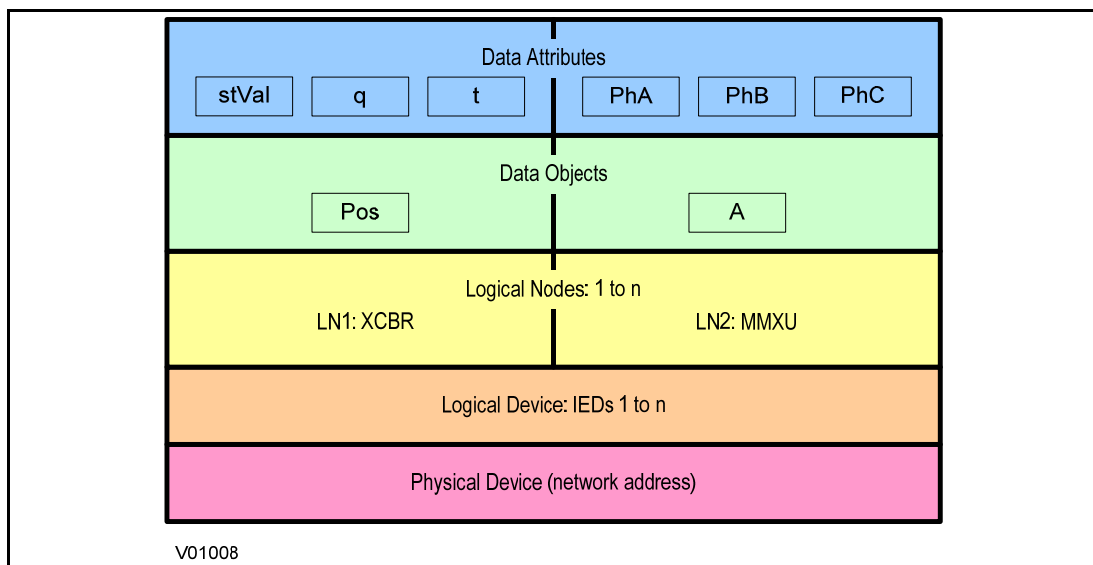 Data Attributes
stVal q t PhA PhB PhC
Data Objects
Pos A
Logical Nodes: 1 to n
LN1: XCBR LN2: MMXU
Logical Device: IEDs 1 to n
Physical Device (network address)
V01008